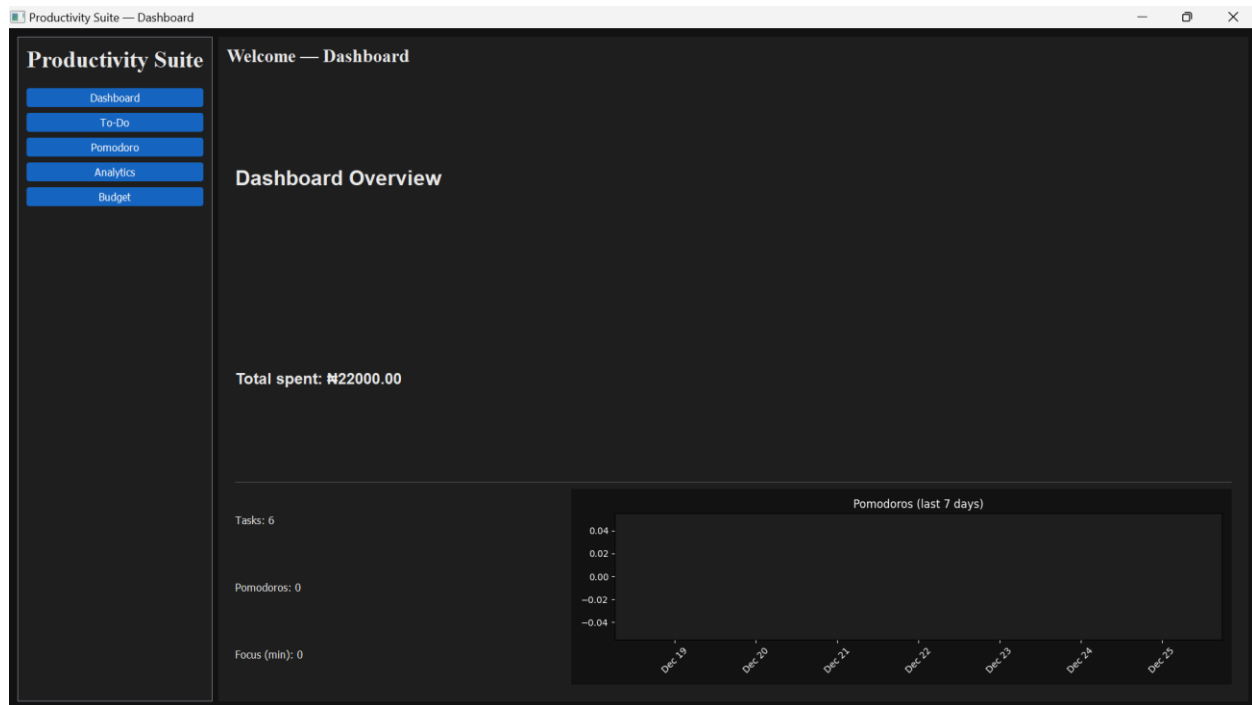 Productivity Suite — Dashboard
Productivity Suite
Dashboard
To-Do
Pomodoro
Analytics
Budget
Welcome — Dashboard
Dashboard Overview
Total spent: ₦22000.00
Tasks: 6
Pomodoros: 0
Focus (min): 0
Pomodoros (last 7 days)
0.04
0.02
0.00
−0.02
−0.04
Dec 19
Dec 20
Dec 21
Dec 22
Dec 23
Dec 24
Dec 25